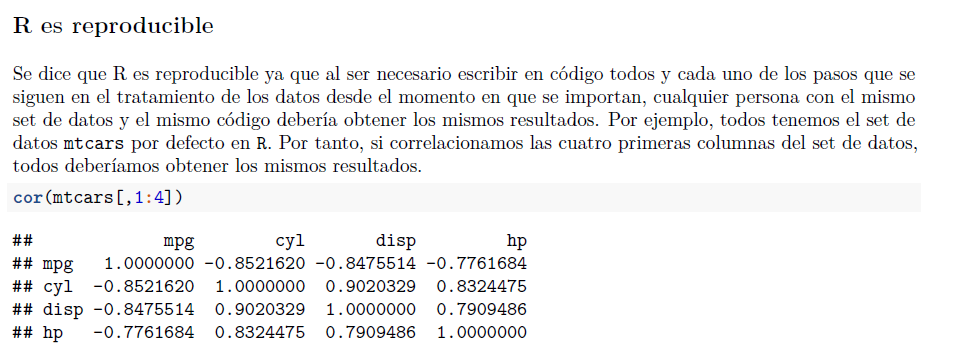 R es reproducible
Se dice que R es reproducible ya que al ser necesario escribir en código todos y cada uno de los pasos que se
siguen en el tratamiento de los datos desde el momento en que se importan, cualquier persona con el mismo
set de datos y el mismo código debería obtener los mismos resultados. Por ejemplo, todos tenemos el set de
datos mtcars por defecto en R. Por tanto, si correlacionamos las cuatro primeras columnas del set de datos,
todos deberíamos obtener los mismos resultados.
cor(mtcars[,1:4])
##             mpg        cyl       disp         hp
## mpg   1.0000000 -0.8521620 -0.8475514 -0.7761684
## cyl  -0.8521620  1.0000000  0.9020329  0.8324475
## disp -0.8475514  0.9020329  1.0000000  0.7909486
## hp   -0.7761684  0.8324475  0.7909486  1.0000000